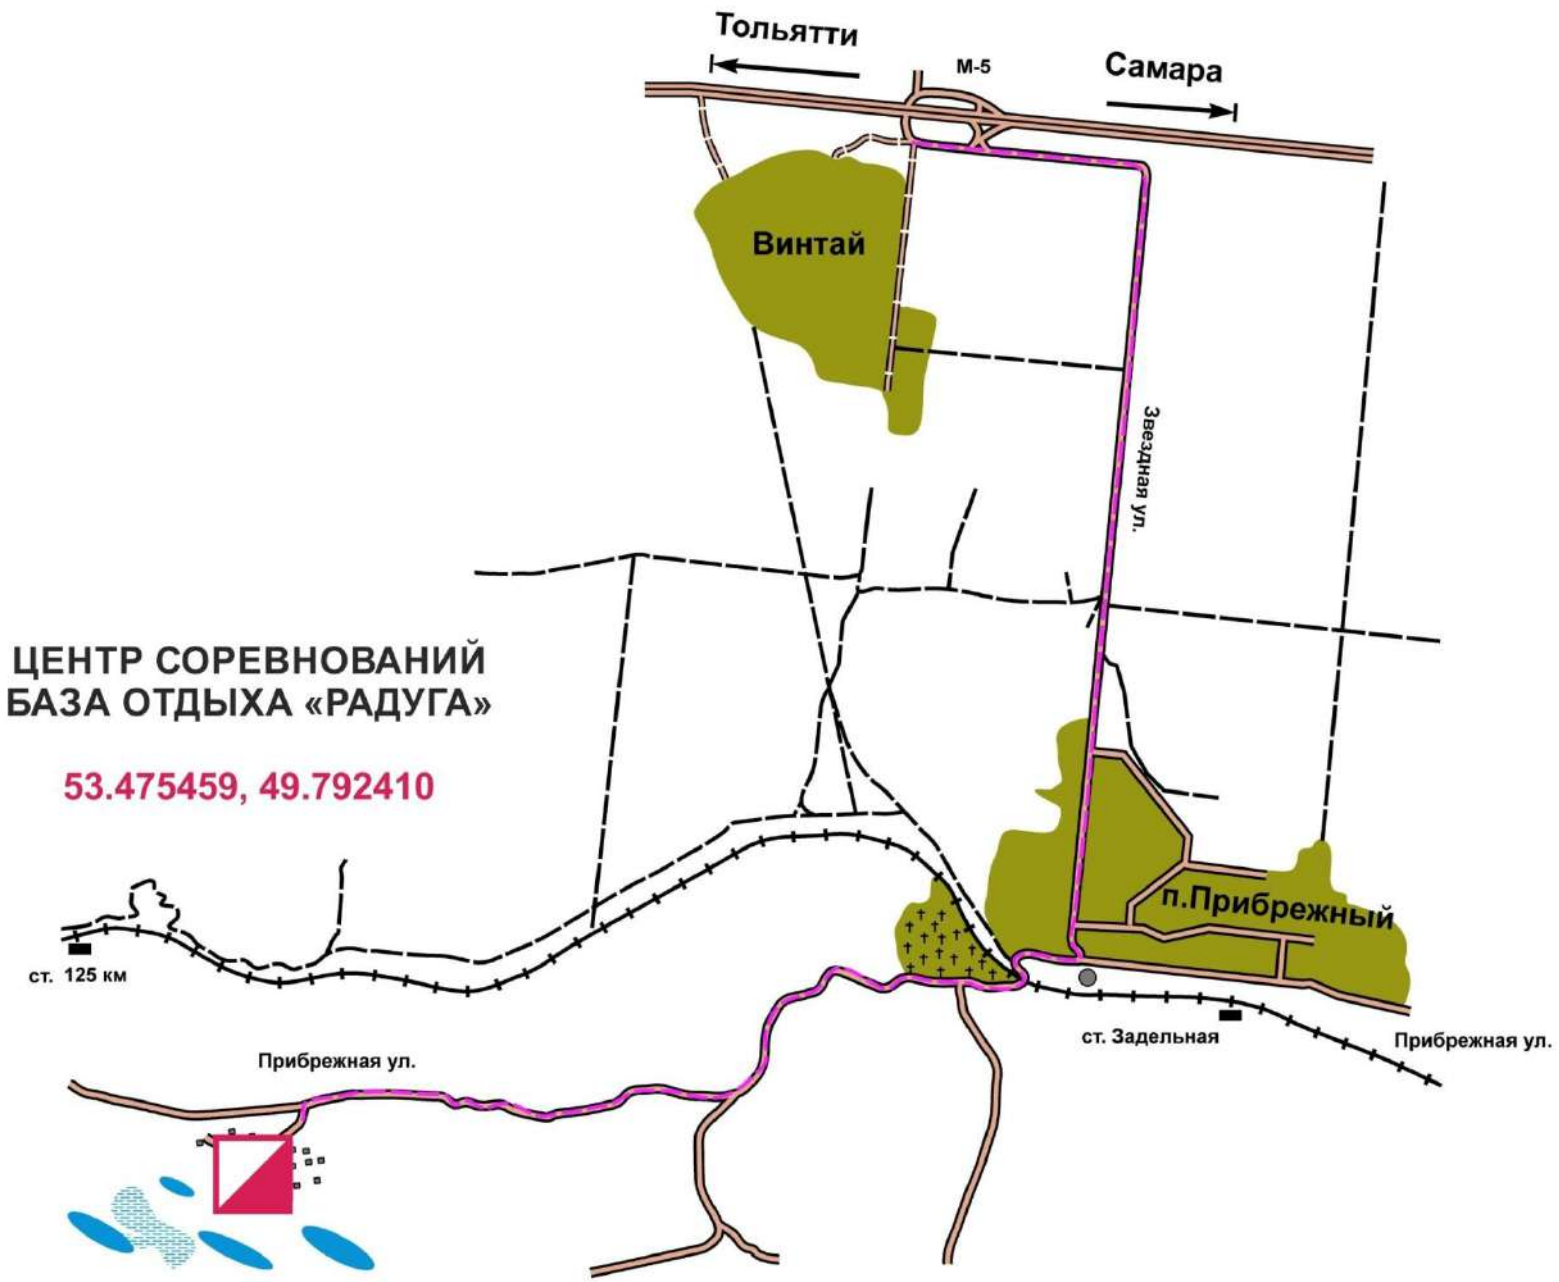 Тольятти
М-5
Самара
Винтай
Звездная ул.
ЦЕНТР СОРЕВНОВАНИЙ
БАЗА ОТДЫХА «РАДУГА»
53.475459, 49.792410
п.Прибрежный
ст. 125 км
ст. Задельная
Прибрежная ул.
Прибрежная ул.